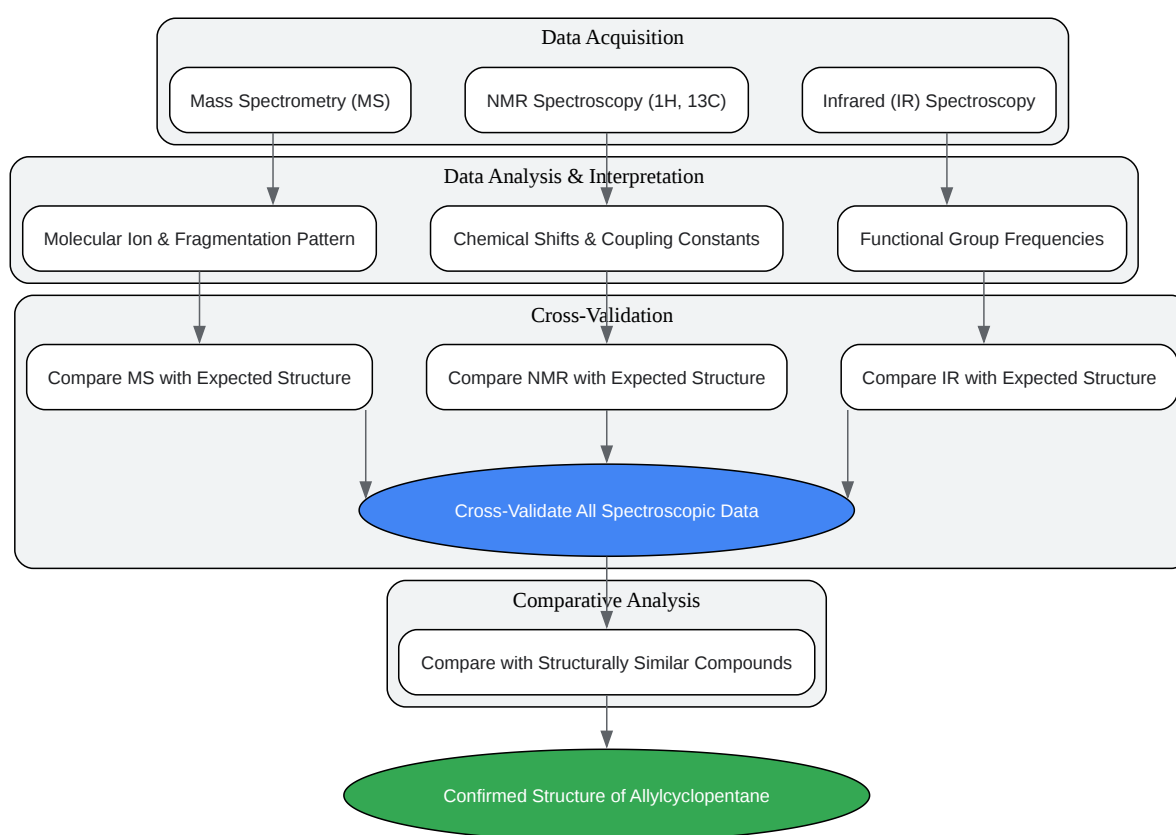 Data Acquisition
Mass Spectrometry (MS)
NMR Spectroscopy (1H, 13C)
Infrared (IR) Spectroscopy
Data Analysis & Interpretation
Molecular Ion & Fragmentation Pattern
Chemical Shifts & Coupling Constants
Functional Group Frequencies
Cross-Validation
Compare MS with Expected Structure
Compare NMR with Expected Structure
Compare IR with Expected Structure
Cross-Validate All Spectroscopic Data
Comparative Analysis
Compare with Structurally Similar Compounds
Confirmed Structure of Allylcyclopentane